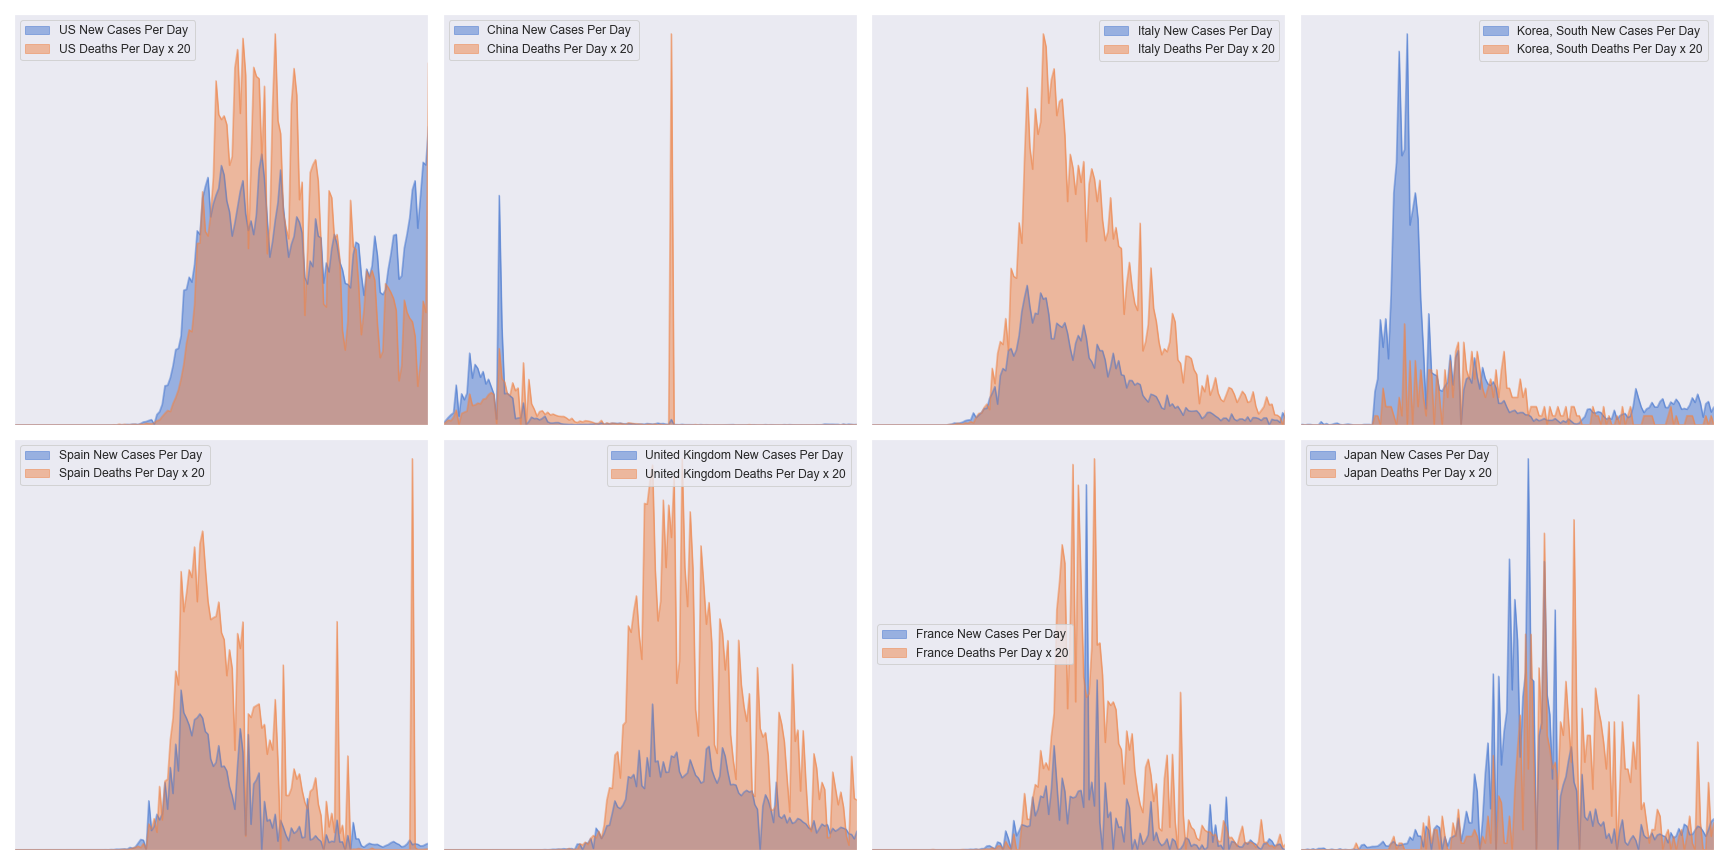 US New Cases Per Day
US Deaths Per Day x 20
China New Cases Per Day
China Deaths Per Day x 20
Italy New Cases Per Day
Italy Deaths Per Day x 20
Korea, South New Cases Per Day
Korea, South Deaths Per Day x 20
Spain New Cases Per Day
Spain Deaths Per Day x 20
United Kingdom New Cases Per Day
United Kingdom Deaths Per Day x 20
France New Cases Per Day
France Deaths Per Day x 20
Japan New Cases Per Day
Japan Deaths Per Day x 20